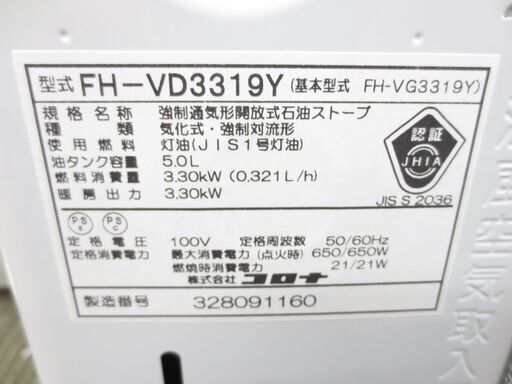 型式 FH-VD3319Y (基本型式 FH-VG3319Y)
規格名称 強制通気形開放式石油ストーブ
種類 気化式・強制対流形
使用燃料 灯油(JIS1号灯油)
油タンク容量 5.0L
燃料消費量 3.30kW (0.321L/h)
暖房出力 3.30kW
認証
JHIA
JIS S 2036
PS E PS C
定格電圧 100V 定格周波数 50/60Hz
最大消費電力 (点火時) 650/650W
燃焼時消費電力 21/21W
株式会社 コロナ
製造番号 328091160
空気取入